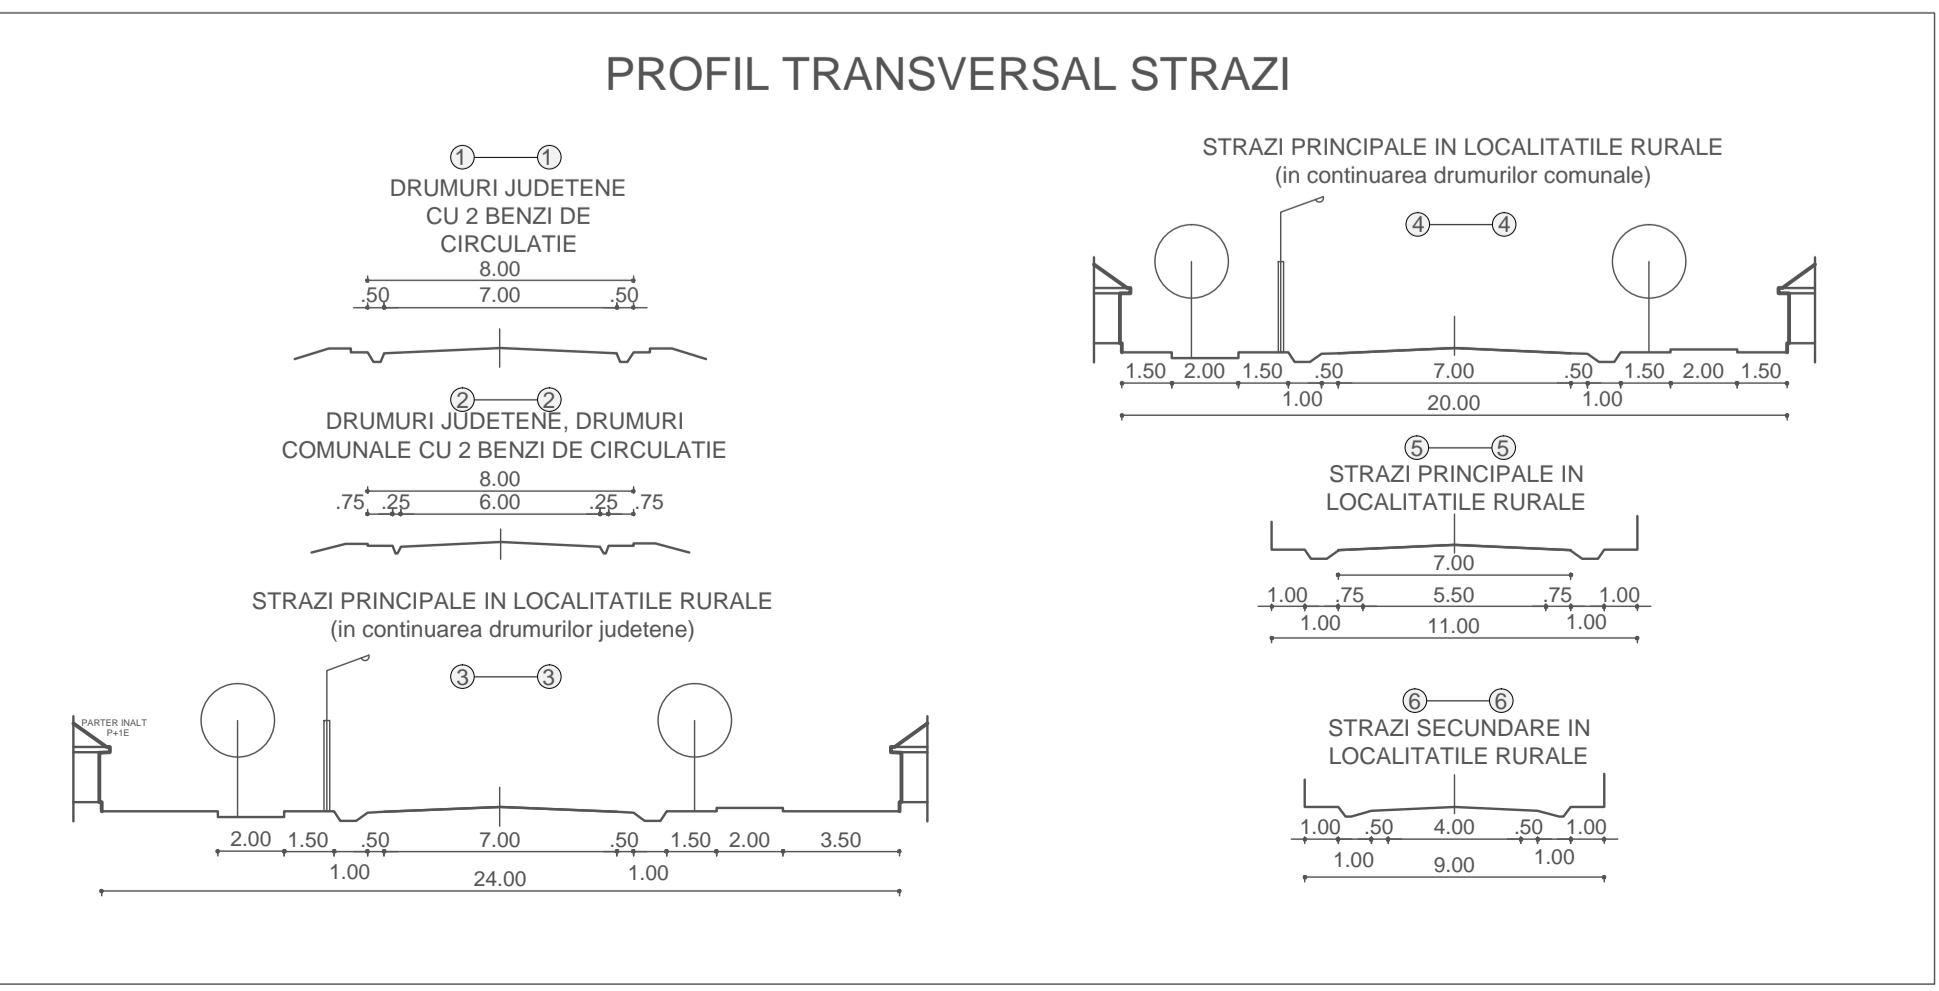 PROFIL TRANSVERSAL STRAZI
1 1
DRUMURI JUDETENE
CU 2 BENZI DE
CIRCULATIE
8.00
.50 7.00 .50
2 2
DRUMURI JUDETENE, DRUMURI
COMUNALE CU 2 BENZI DE CIRCULATIE
8.00
.75 .25 6.00 .25 .75
STRAZI PRINCIPALE IN LOCALITATILE RURALE
(in continuarea drumurilor judetene)
3 3
PARTER INALT
P+1E
2.00 1.50 .50 7.00 .50 1.50 2.00 3.50
1.00 24.00 1.00
STRAZI PRINCIPALE IN LOCALITATILE RURALE
(in continuarea drumurilor comunale)
4 4
1.50 2.00 1.50 .50 7.00 .50 1.50 2.00 1.50
1.00 20.00 1.00
5 5
STRAZI PRINCIPALE IN
LOCALITATILE RURALE
7.00
1.00 .75 5.50 .75 1.00
1.00 11.00 1.00
6 6
STRAZI SECUNDARE IN
LOCALITATILE RURALE
1.00 .50 4.00 .50 1.00
1.00 9.00 1.00